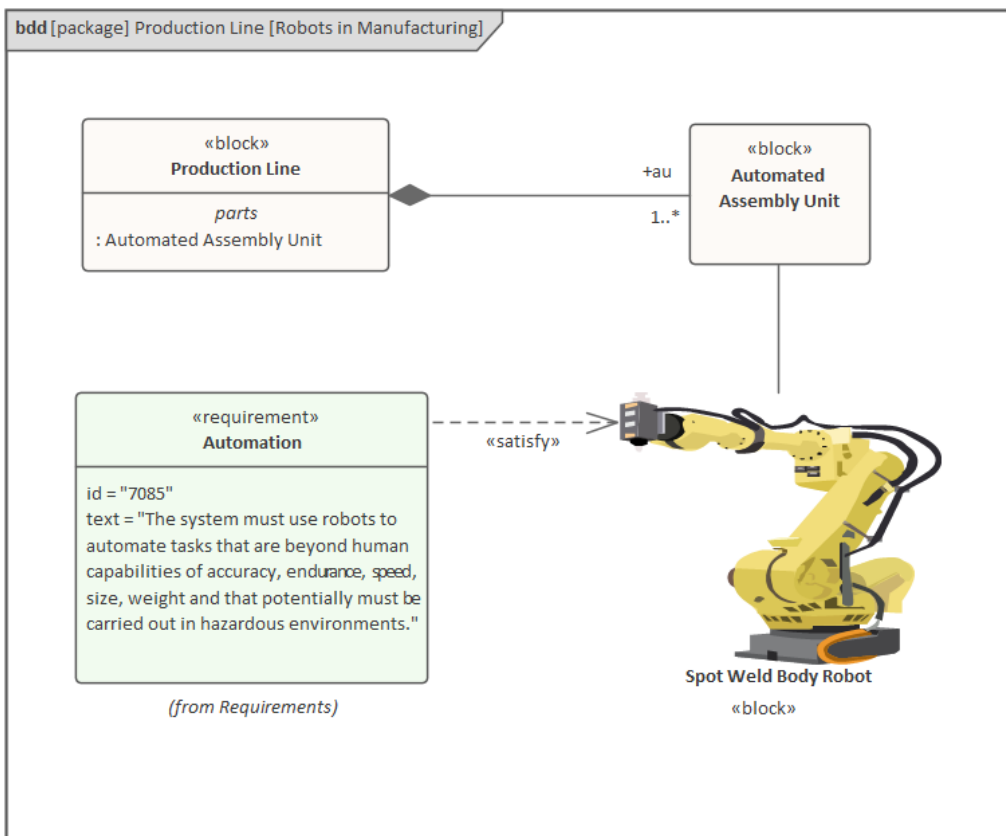 bdd [package] Production Line [Robots in Manufacturing]
«block»
Production Line
parts
: Automated Assembly Unit
+au
1..*
«block»
Automated
Assembly Unit
«requirement»
Automation
id = "7085"
text = "The system must use robots to
automate tasks that are beyond human
capabilities of accuracy, endurance, speed,
size, weight and that potentially must be
carried out in hazardous environments."
(from Requirements)
«satisfy»
Spot Weld Body Robot
«block»